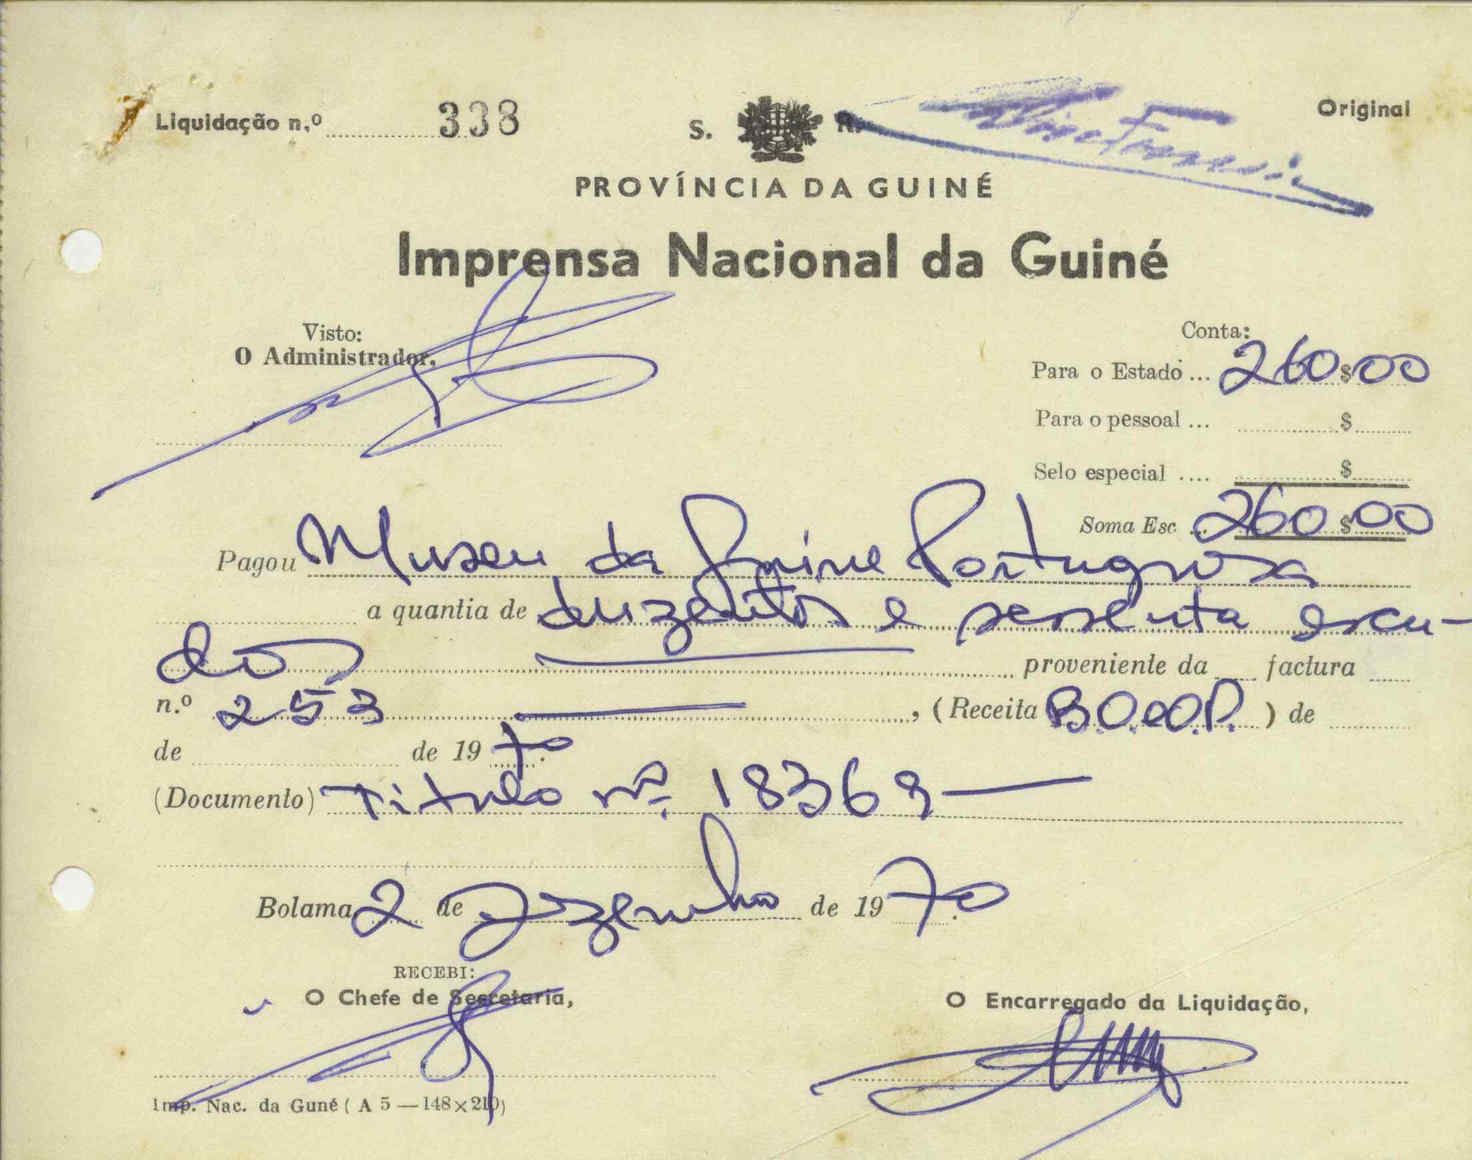 Liquidação n.º 338 S. R. Original
PROVÍNCIA DA GUINÉ
Imprensa Nacional da Guiné
Visto:
O Administrador,
Conta:
Para o Estado ... 260$00
Para o pessoal ... $
Selo especial .... $
Soma Esc. .. 260$00
Pagou Museu da Guine Portuguesa
a quantia de duzentos e sessenta escu-
dos proveniente da factura
n.º 253 , (Receita B.O. e O.P. ) de
de de 1970.
(Documento) Titulo nº. 18369
Bolama 2 de Dezembro de 1970.
RECEBI:
O Chefe de Secretaria,
O Encarregado da Liquidação,
Imp. Nac. da Guné ( A 5 — 148×210)